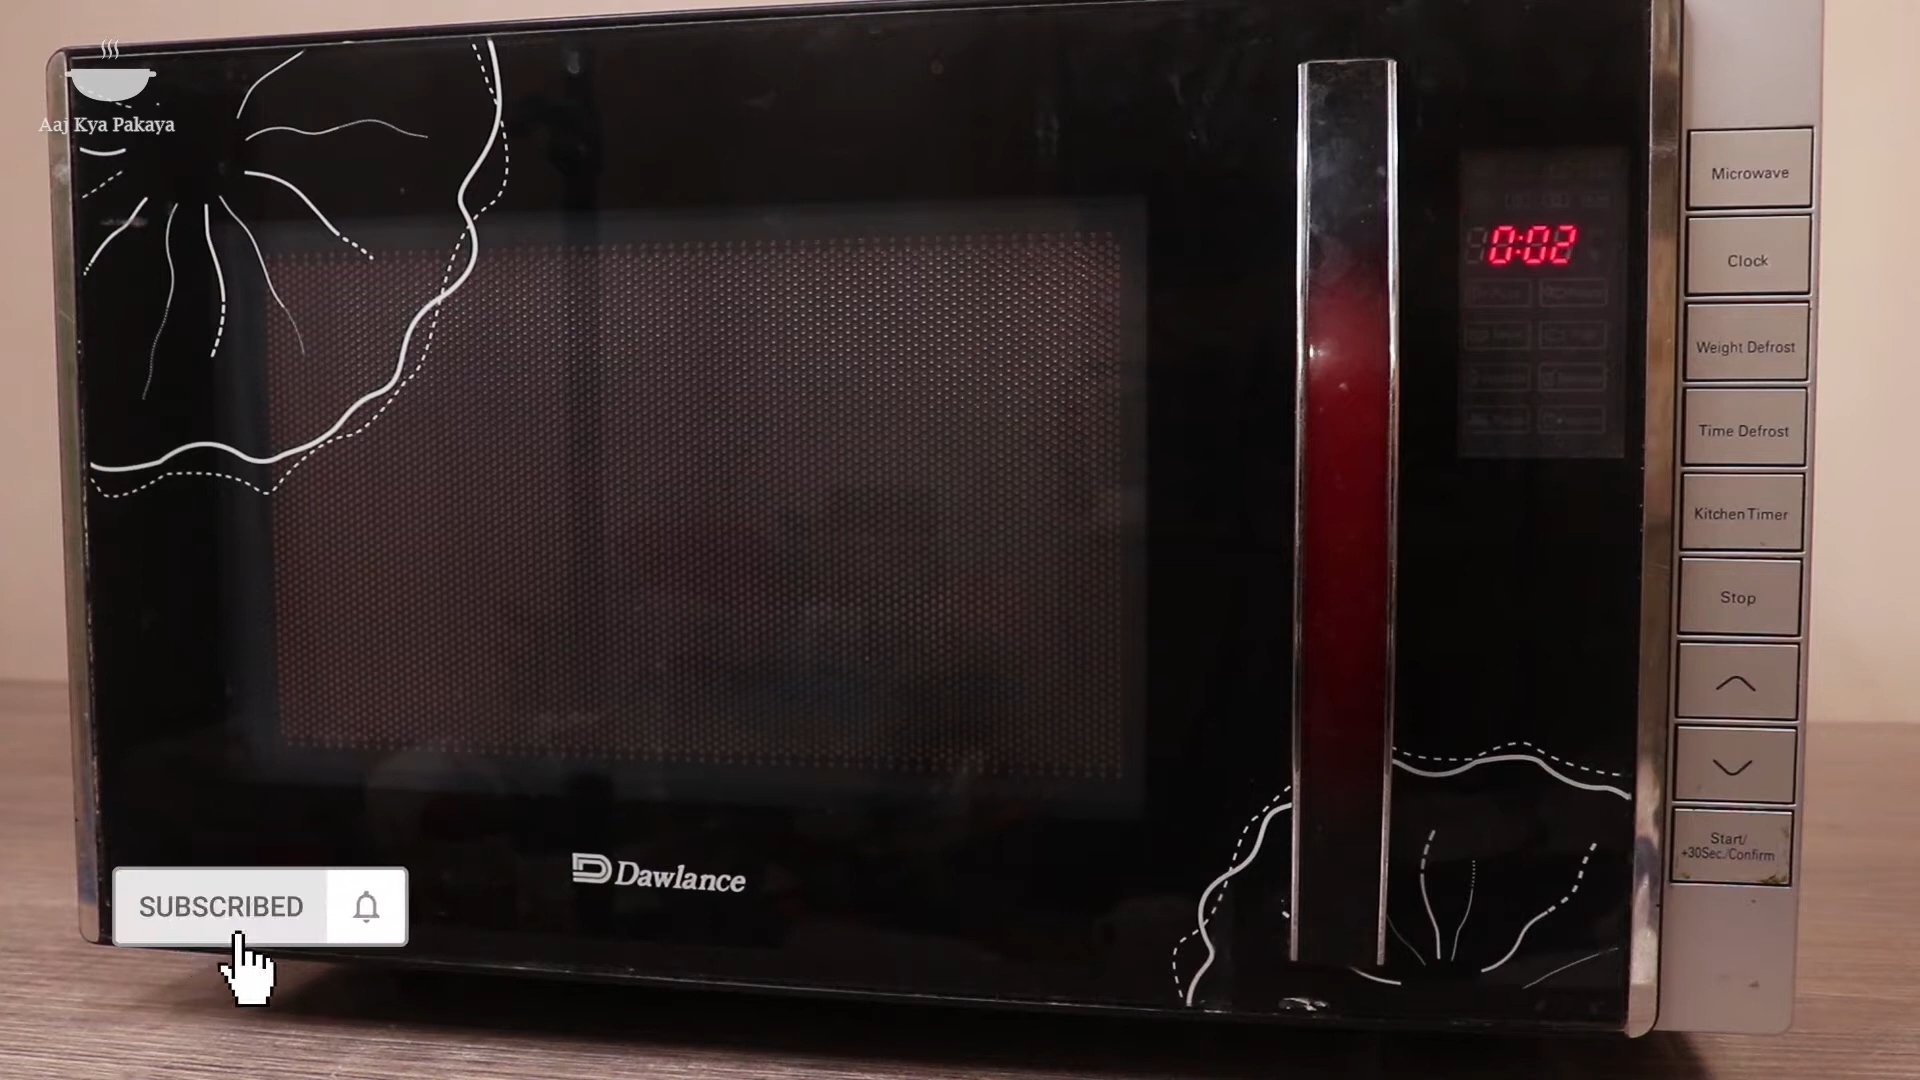 Aaj Kya Pakaya
0:02
Microwave
Clock
Weight Defrost
Time Defrost
Kitchen Timer
Stop
Start/
+30Sec./Confirm
Dawlance
SUBSCRIBED